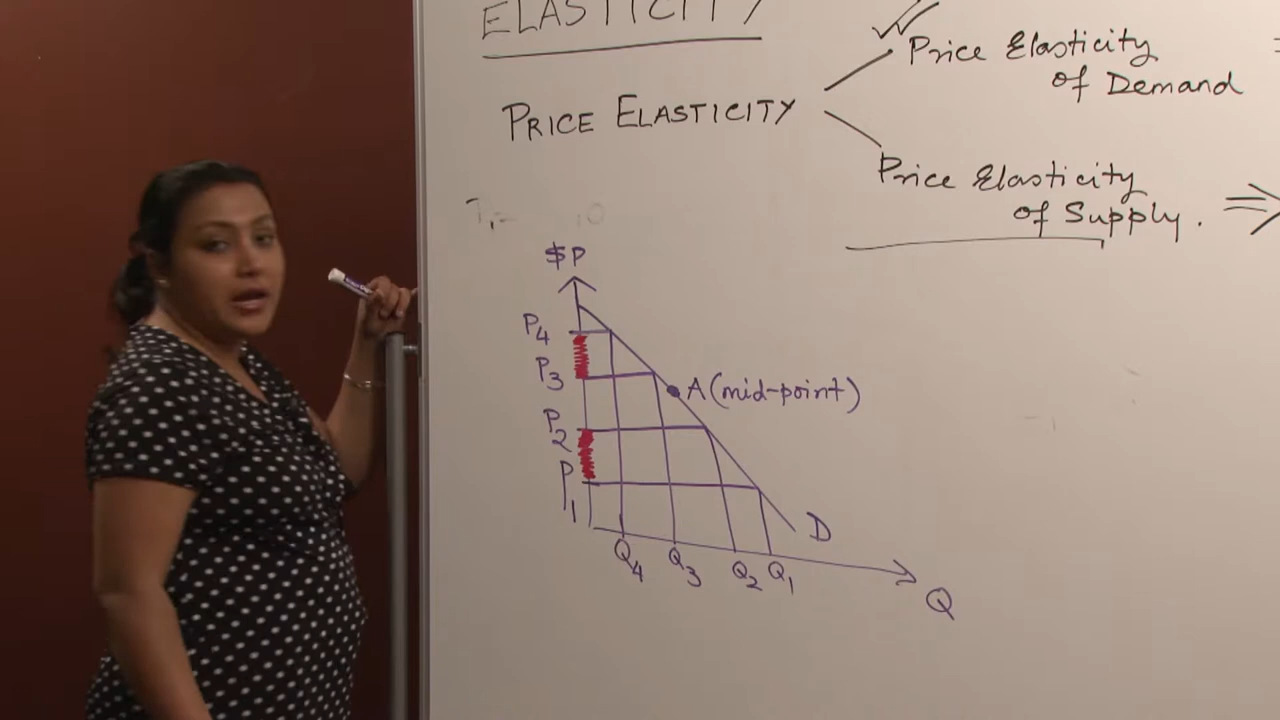 ELASTICITY
PRICE ELASTICITY
Price Elasticity
of Demand
Price Elasticity
of Supply.
$P
P4
P3
A (mid-point)
P2
P1
D
Q4 Q3 Q2 Q1
Q